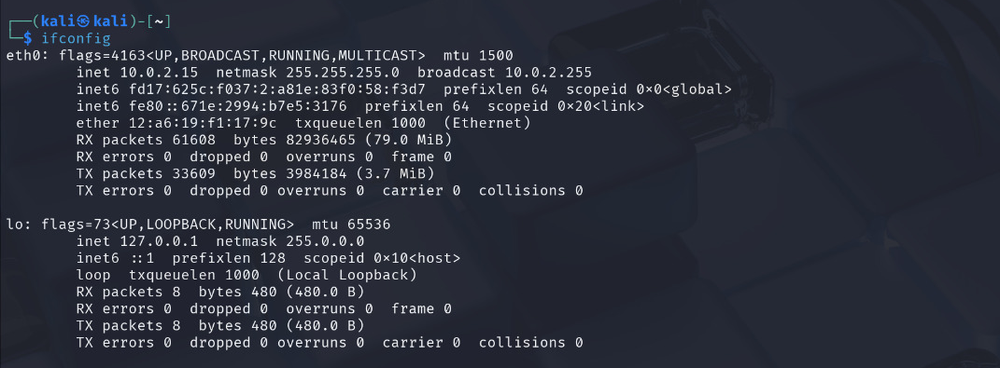 ┌──(kali㉿kali)-[~]
└─$ ifconfig
eth0: flags=4163<UP,BROADCAST,RUNNING,MULTICAST>  mtu 1500
        inet 10.0.2.15  netmask 255.255.255.0  broadcast 10.0.2.255
        inet6 fd17:625c:f037:2:a81e:83f0:58:f3d7  prefixlen 64  scopeid 0x0<global>
        inet6 fe80::671e:2994:b7e5:3176  prefixlen 64  scopeid 0x20<link>
        ether 12:a6:19:f1:17:9c  txqueuelen 1000  (Ethernet)
        RX packets 61608  bytes 82936465 (79.0 MiB)
        RX errors 0  dropped 0  overruns 0  frame 0
        TX packets 33609  bytes 3984184 (3.7 MiB)
        TX errors 0  dropped 0 overruns 0  carrier 0  collisions 0

lo: flags=73<UP,LOOPBACK,RUNNING>  mtu 65536
        inet 127.0.0.1  netmask 255.0.0.0
        inet6 ::1  prefixlen 128  scopeid 0x10<host>
        loop  txqueuelen 1000  (Local Loopback)
        RX packets 8  bytes 480 (480.0 B)
        RX errors 0  dropped 0  overruns 0  frame 0
        TX packets 8  bytes 480 (480.0 B)
        TX errors 0  dropped 0 overruns 0  carrier 0  collisions 0